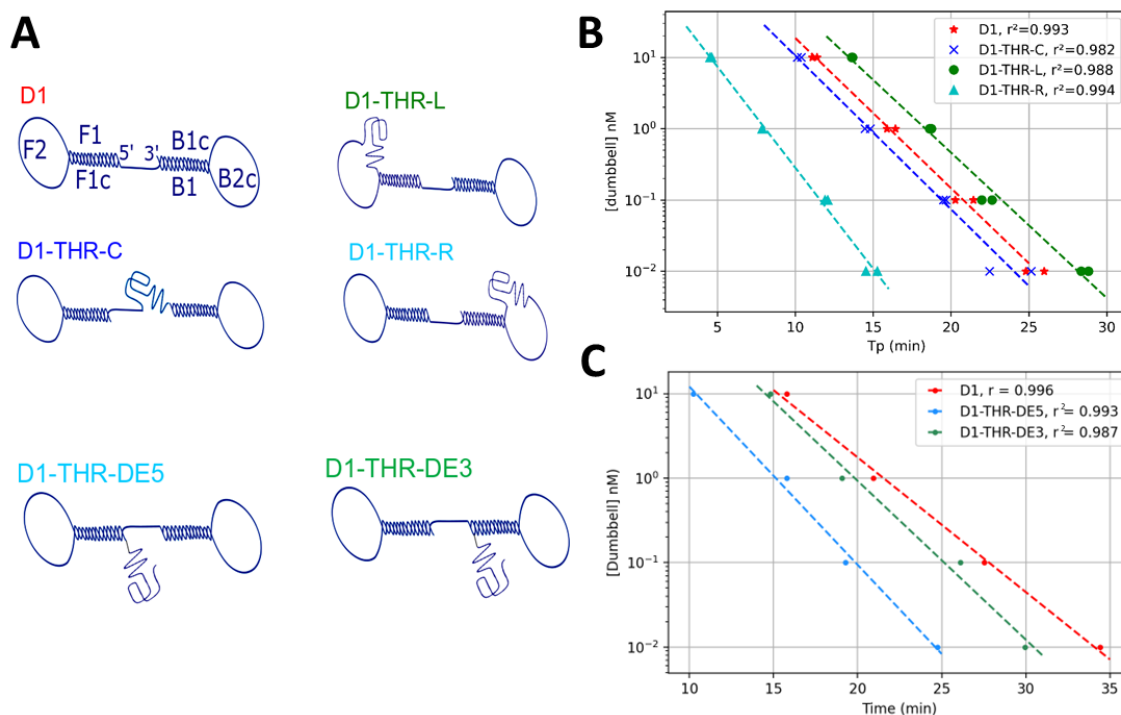 A
D1
F2
F1
5' 3'
B1c
F1c
B1
B2c
D1-THR-L
D1-THR-C
D1-THR-R
D1-THR-DE5
D1-THR-DE3
B
D1, r²=0.993
D1-THR-C, r²=0.982
D1-THR-L, r²=0.988
D1-THR-R, r²=0.994
[dumbbell] nM
10¹
10⁰
10⁻¹
10⁻²
5 10 15 20 25 30
Tp (min)
C
D1, r = 0.996
D1-THR-DE5, r²= 0.993
D1-THR-DE3, r²= 0.987
[Dumbbell] nM
10¹
10⁰
10⁻¹
10⁻²
10 15 20 25 30 35
Time (min)